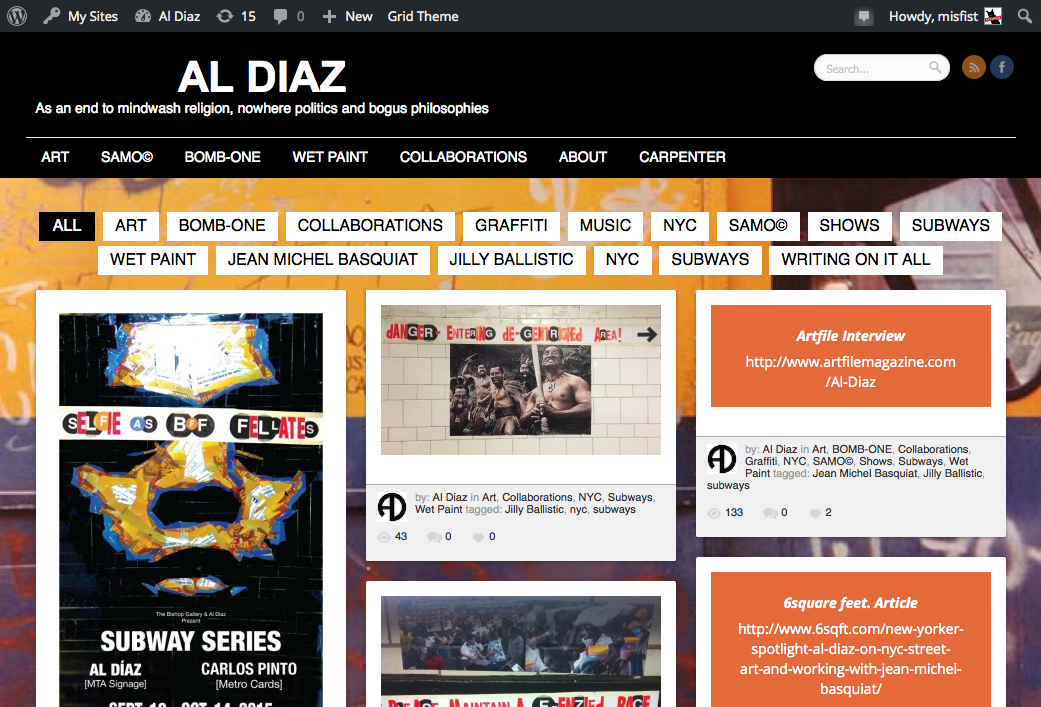 My Sites Al Diaz 15 0 New Grid Theme Howdy, misfist
AL DIAZ
As an end to mindwash religion, nowhere politics and bogus philosophies
Search...
ART SAMO© BOMB-ONE WET PAINT COLLABORATIONS ABOUT CARPENTER
ALL ART BOMB-ONE COLLABORATIONS GRAFFITI MUSIC NYC SAMO© SHOWS SUBWAYS
WET PAINT JEAN MICHEL BASQUIAT JILLY BALLISTIC NYC SUBWAYS WRITING ON IT ALL
SELFIE AS BFF FELLATES
The Bishop Gallery & Al Diaz
Present
SUBWAY SERIES
AL DÍAZ CARLOS PINTO
[MTA Signage] [Metro Cards]
SEPT. 12 - OCT. 14, 2015
dANGER- ENTERING dE-GENTRIFIED AREA!
by: Al Diaz in Art, Collaborations, NYC, Subways,
Wet Paint tagged: Jilly Ballistic, nyc, subways
43 0 0
MAINTAIN A
Artfile Interview
http://www.artfilemagazine.com
/Al-Diaz
by: Al Diaz in Art, BOMB-ONE, Collaborations,
Graffiti, NYC, SAMO©, Shows, Subways, Wet
Paint tagged: Jean Michel Basquiat, Jilly Ballistic,
subways
133 0 2
6square feet. Article
http://www.6sqft.com/new-yorker-
spotlight-al-diaz-on-nyc-street-
art-and-working-with-jean-michel-
basquiat/